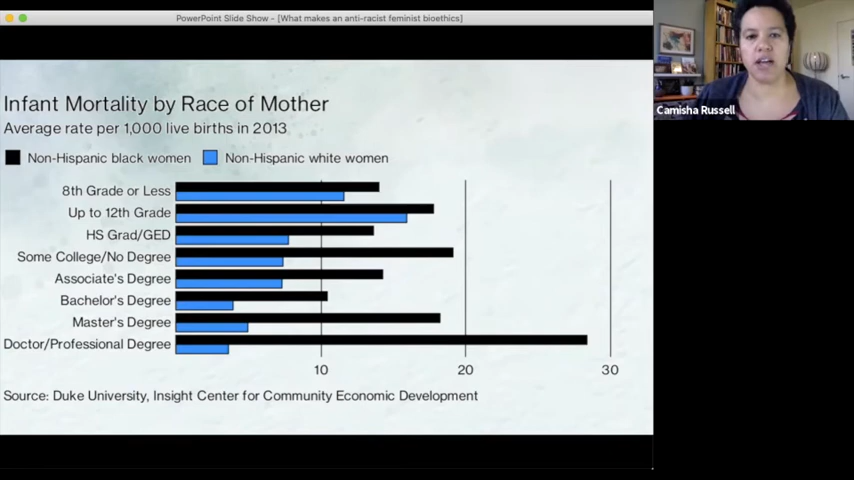 PowerPoint Slide Show - [What makes an anti-racist feminist bioethics]
Camisha Russell
Infant Mortality by Race of Mother
Average rate per 1,000 live births in 2013
Non-Hispanic black women
Non-Hispanic white women
8th Grade or Less
Up to 12th Grade
HS Grad/GED
Some College/No Degree
Associate's Degree
Bachelor's Degree
Master's Degree
Doctor/Professional Degree
10
20
30
Source: Duke University, Insight Center for Community Economic Development